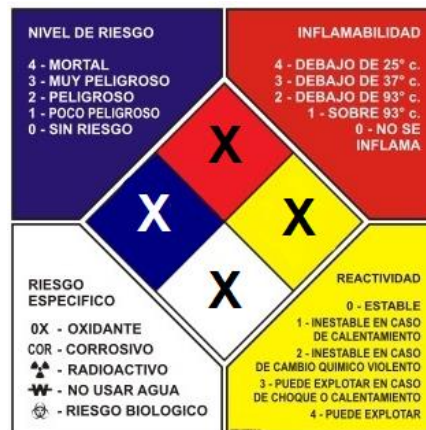 NIVEL DE RIESGO
4 - MORTAL
3 - MUY PELIGROSO
2 - PELIGROSO
1 - POCO PELIGROSO
0 - SIN RIESGO
INFLAMABILIDAD
4 - DEBAJO DE 25° c.
3 - DEBAJO DE 37° c.
2 - DEBAJO DE 93° c.
1 - SOBRE 93° c.
0 - NO SE
INFLAMA
X
X
X
X
RIESGO
ESPECIFICO
0X - OXIDANTE
COR - CORROSIVO
- RADIOACTIVO
W - NO USAR AGUA
- RIESGO BIOLOGICO
REACTIVIDAD
0 - ESTABLE
1 - INESTABLE EN CASO
DE CALENTAMIENTO
2 - INESTABLE EN CASO
DE CAMBIO QUIMICO VIOLENTO
3 - PUEDE EXPLOTAR EN CASO
DE CHOQUE O CALENTAMIENTO
4 - PUEDE EXPLOTAR